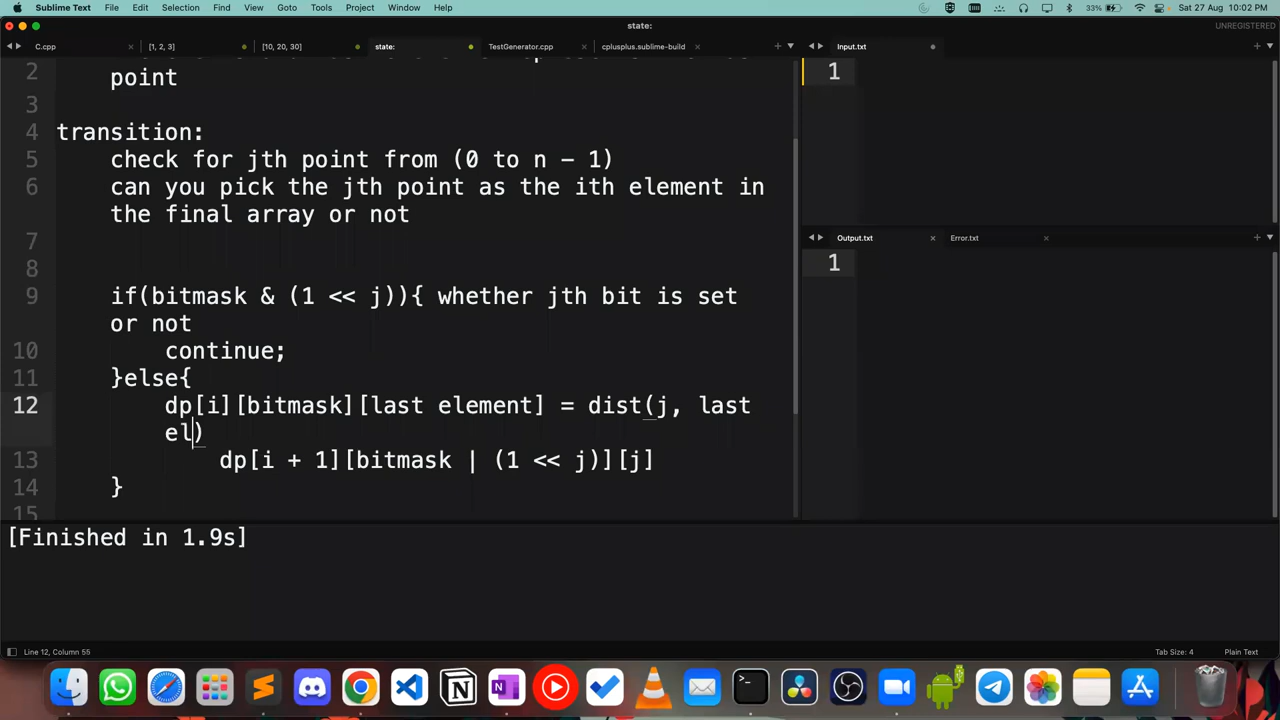 Sublime Text File Edit Selection Find View Goto Tools Project Window Help 33% Sat 27 Aug 10:02 PM
state: UNREGISTERED
C.cpp [1, 2, 3] [10, 20, 30] state: TestGenerator.cpp cplusplus.sublime-build Input.txt
2
point
3
4 transition:
5 check for jth point from (0 to n - 1)
6 can you pick the jth point as the ith element in
the final array or not
7
8
9 if(bitmask & (1 << j)){ whether jth bit is set
or not
10 continue;
11 }else{
12 dp[i][bitmask][last element] = dist(j, last
el)
13 dp[i + 1][bitmask | (1 << j)][j]
14 }
15
1
Output.txt Error.txt
1
[Finished in 1.9s]
Line 12, Column 55 Tab Size: 4 Plain Text